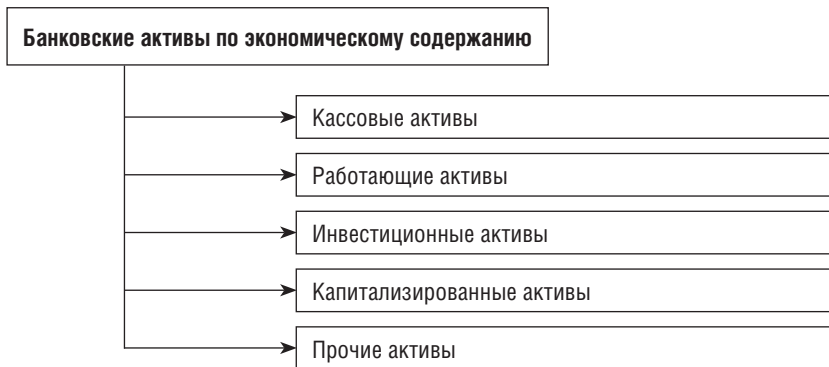 Банковские активы по экономическому содержанию
Кассовые активы
Работающие активы
Инвестиционные активы
Капитализированные активы
Прочие активы